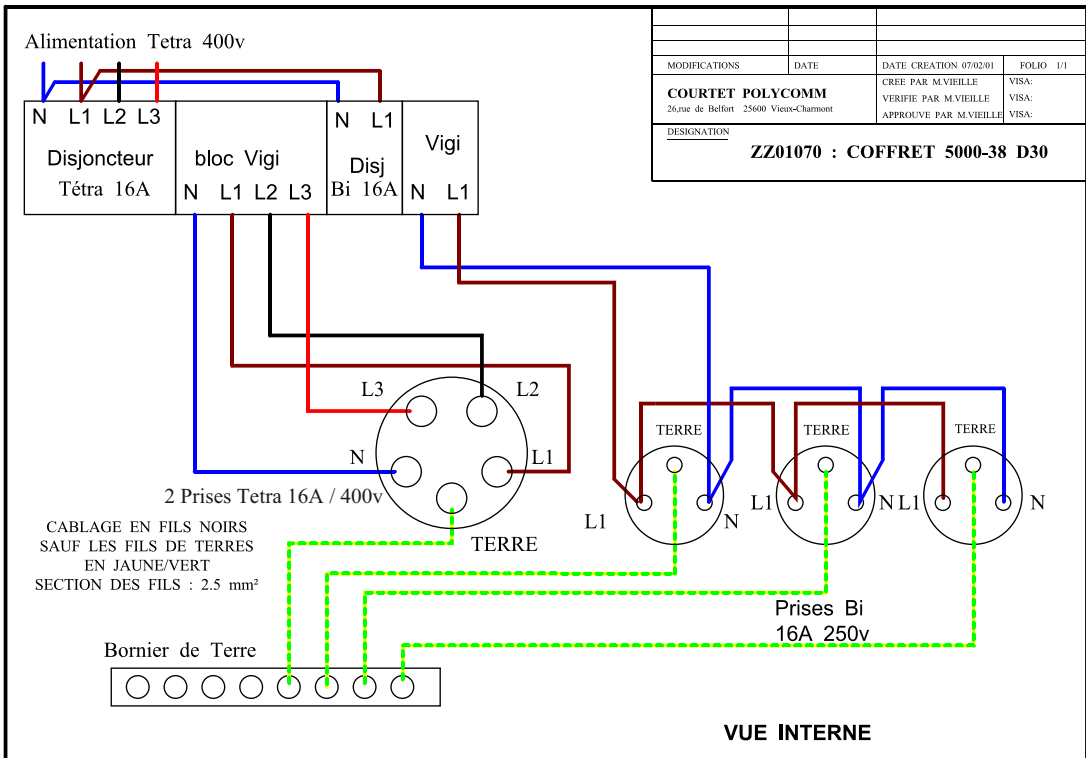 Alimentation Tetra 400v
MODIFICATIONS DATE DATE CREATION 07/02/01 FOLIO 1/1
COURTET POLYCOMM
26,rue de Belfort 25600 Vieux-Charmont
CREE PAR M.VIEILLE VISA:
VERIFIE PAR M.VIEILLE VISA:
APPROUVE PAR M.VIEILLE VISA:
DESIGNATION
ZZ01070 : COFFRET 5000-38 D30
N L1 L2 L3
Disjoncteur
Tétra 16A
bloc Vigi
N L1 L2 L3
N L1
Disj
Bi 16A
Vigi
N L1
L3 L2
N L1
2 Prises Tetra 16A / 400v
TERRE
CABLAGE EN FILS NOIRS
SAUF LES FILS DE TERRES
EN JAUNE/VERT
SECTION DES FILS : 2.5 mm²
TERRE TERRE TERRE
L1 N L1 N L1 N
Prises Bi
16A 250v
Bornier de Terre
VUE INTERNE